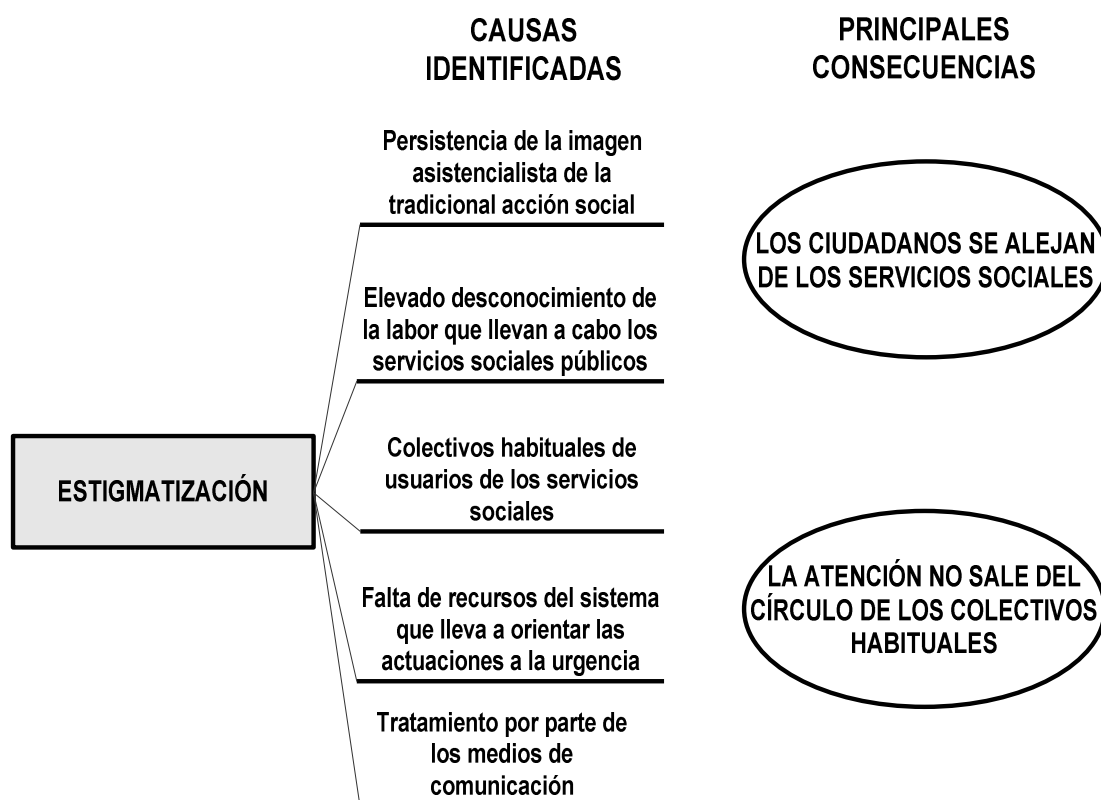 CAUSAS
IDENTIFICADAS
PRINCIPALES
CONSECUENCIAS
Persistencia de la imagen
asistencialista de la
tradicional acción social
Elevado desconocimiento de
la labor que llevan a cabo los
servicios sociales públicos
ESTIGMATIZACIÓN
Colectivos habituales de
usuarios de los servicios
sociales
Falta de recursos del sistema
que lleva a orientar las
actuaciones a la urgencia
Tratamiento por parte de
los medios de
comunicación
LOS CIUDADANOS SE ALEJAN
DE LOS SERVICIOS SOCIALES
LA ATENCIÓN NO SALE DEL
CÍRCULO DE LOS COLECTIVOS
HABITUALES